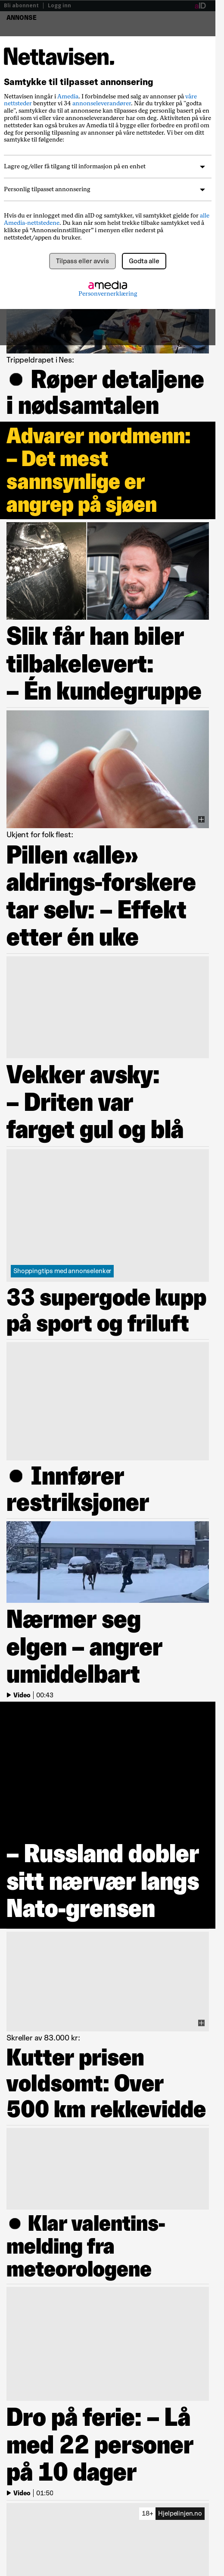 Bli abonnent | Logg inn
aID
ANNONSE
Nettavisen.
Samtykke til tilpasset annonsering
Nettavisen inngår i Amedia. I forbindelse med salg av annonser på våre
nettsteder benytter vi 34 annonseleverandører. Når du trykker på "godta
alle", samtykker du til at annonsene kan tilpasses deg personlig basert på en
profil som vi eller våre annonseleverandører har om deg. Aktiviteten på våre
nettsider kan også brukes av Amedia til å bygge eller forbedre en profil om
deg for personlig tilpasning av annonser på våre nettsteder. Vi ber om ditt
samtykke til følgende:
Lagre og/eller få tilgang til informasjon på en enhet
Personlig tilpasset annonsering
Hvis du er innlogget med din aID og samtykker, vil samtykket gjelde for alle
Amedia-nettstedene. Du kan når som helst trekke tilbake samtykket ved å
klikke på “Annonseinnstillinger” i menyen eller nederst på
nettstedet/appen du bruker.
Tilpass eller avvis
Godta alle
amedia
Personvernerklæring
Trippeldrapet i Nes:
● Røper detaljene
i nødsamtalen
Advarer nordmenn:
– Det mest
sannsynlige er
angrep på sjøen
Slik får han biler
tilbakelevert:
– Én kundegruppe
Ukjent for folk flest:
Pillen «alle»
aldrings-forskere
tar selv: – Effekt
etter én uke
Vekker avsky:
– Driten var
farget gul og blå
Shoppingtips med annonselenker
33 supergode kupp
på sport og friluft
● Innfører
restriksjoner
Nærmer seg
elgen – angrer
umiddelbart
Video | 00:43
– Russland dobler
sitt nærvær langs
Nato-grensen
Skreller av 83.000 kr:
Kutter prisen
voldsomt: Over
500 km rekkevidde
● Klar valentins-
melding fra
meteorologene
Dro på ferie: – Lå
med 22 personer
på 10 dager
Video | 01:50
18+ Hjelpelinjen.no